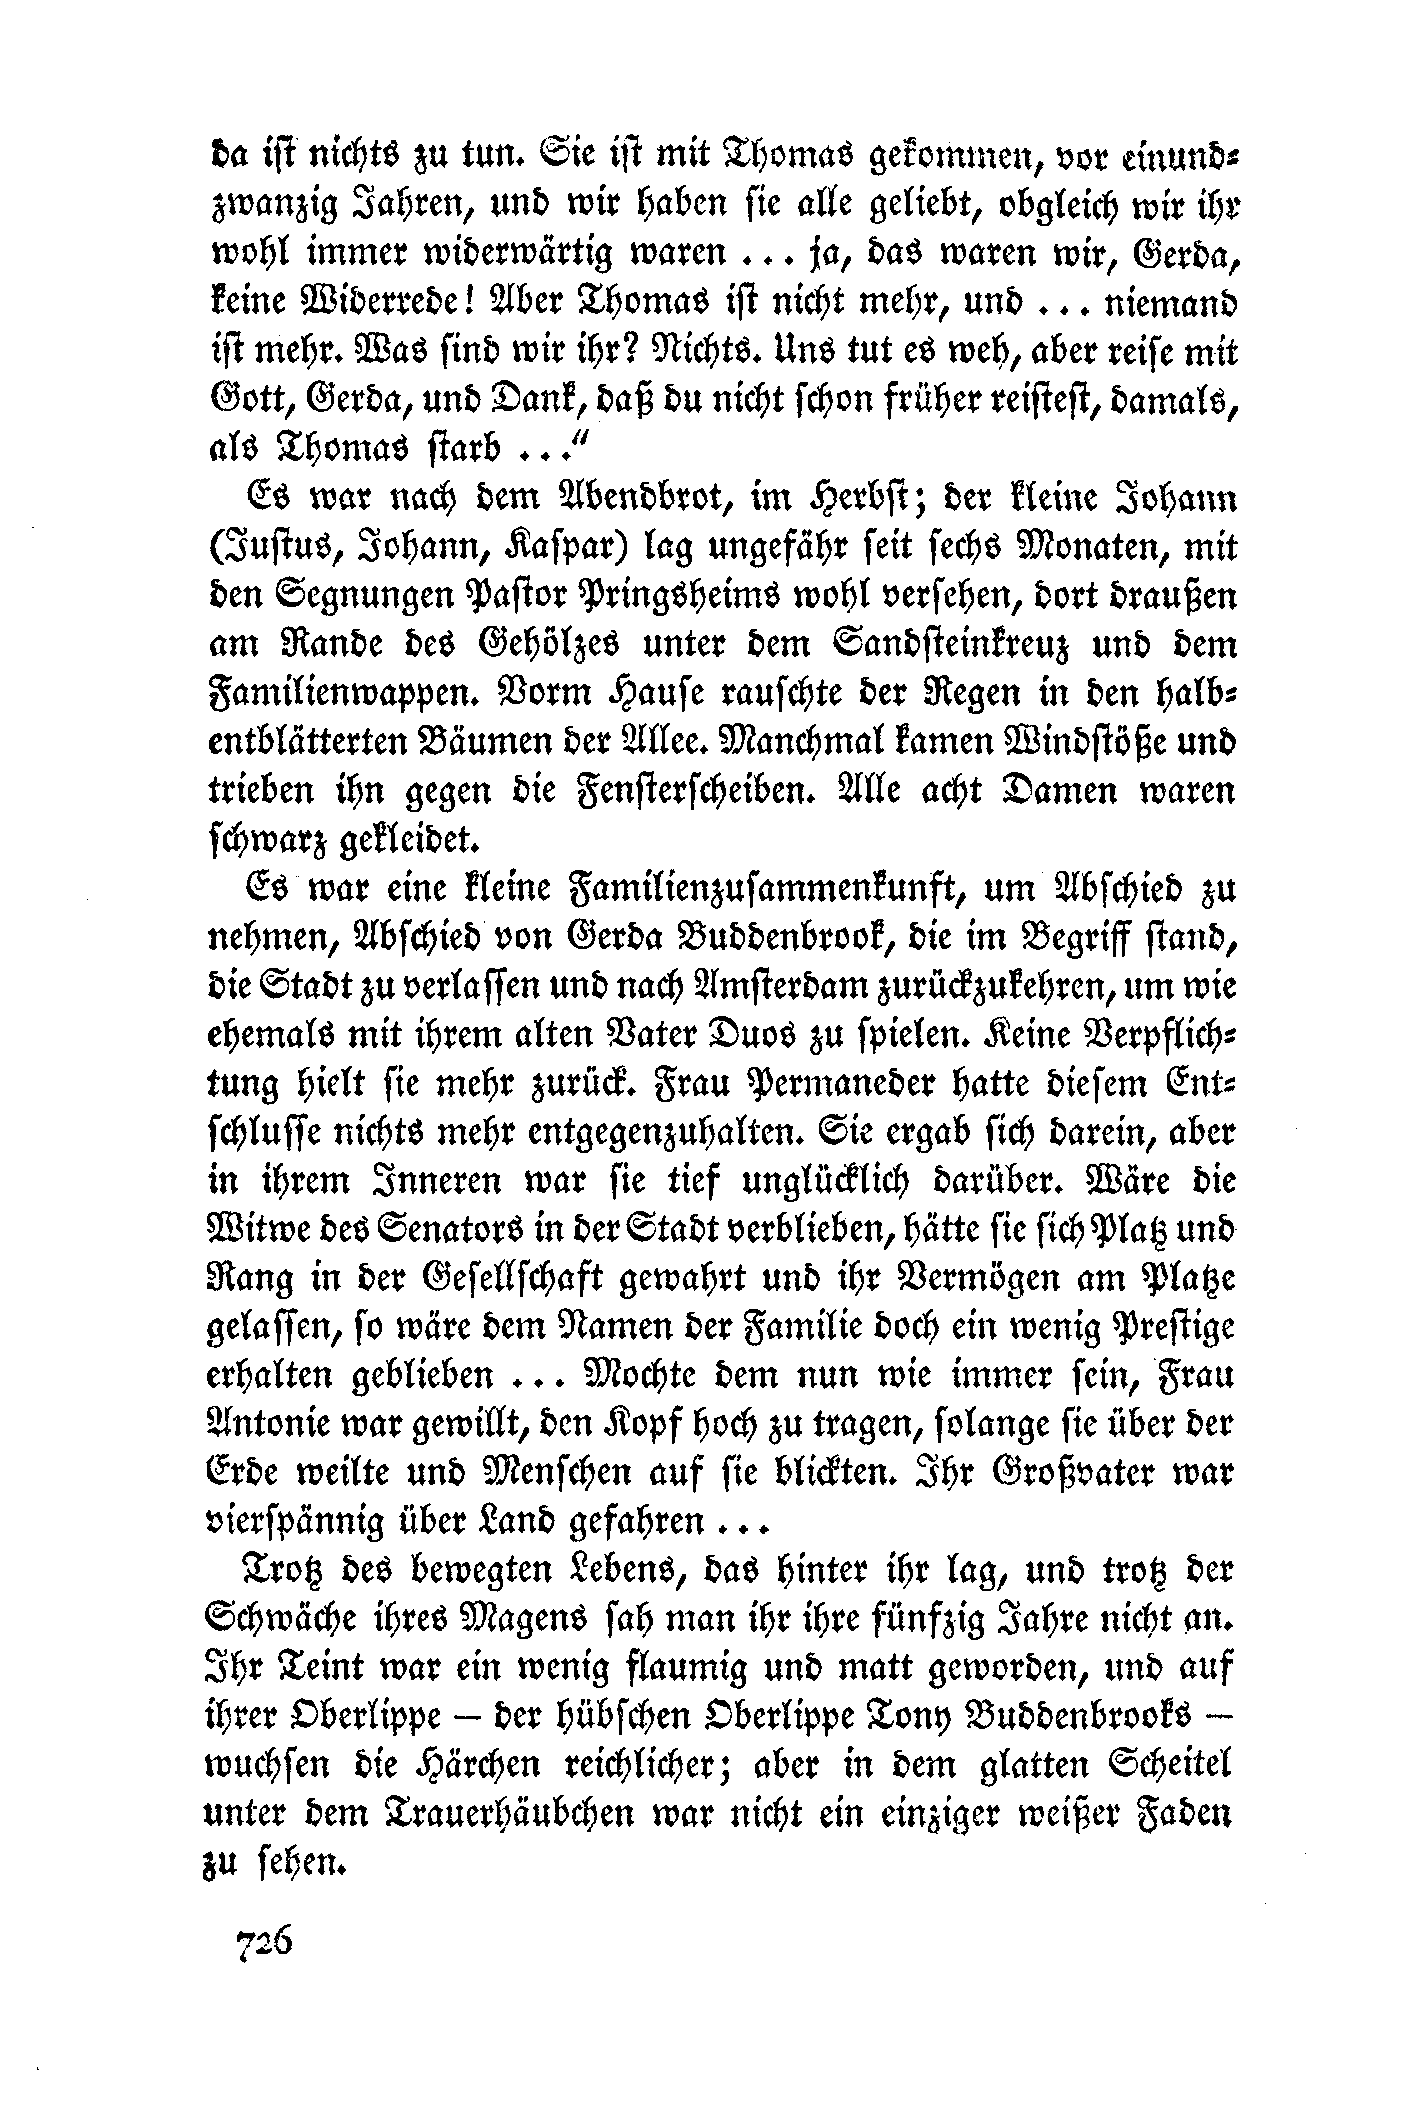 da ist nichts zu tun. Sie ist mit Thomas gekommen, vor einund-
zwanzig Jahren, und wir haben sie alle geliebt, obgleich wir ihr
wohl immer widerwärtig waren ... ja, das waren wir, Gerda,
keine Widerrede! Aber Thomas ist nicht mehr, und ... niemand
ist mehr. Was sind wir ihr? Nichts. Uns tut es weh, aber reise mit
Gott, Gerda, und Dank, daß du nicht schon früher reistest, damals,
als Thomas starb ..."
Es war nach dem Abendbrot, im Herbst; der kleine Johann
(Justus, Johann, Kaspar) lag ungefähr seit sechs Monaten, mit
den Segnungen Pastor Pringsheims wohl versehen, dort draußen
am Rande des Gehölzes unter dem Sandsteinkreuz und dem
Familienwappen. Vorm Hause rauschte der Regen in den halb-
entblätterten Bäumen der Allee. Manchmal kamen Windstöße und
trieben ihn gegen die Fensterscheiben. Alle acht Damen waren
schwarz gekleidet.
Es war eine kleine Familienzusammenkunft, um Abschied zu
nehmen, Abschied von Gerda Buddenbrook, die im Begriff stand,
die Stadt zu verlassen und nach Amsterdam zurückzukehren, um wie
ehemals mit ihrem alten Vater Duos zu spielen. Keine Verpflich-
tung hielt sie mehr zurück. Frau Permaneder hatte diesem Ent-
schlusse nichts mehr entgegenzuhalten. Sie ergab sich darein, aber
in ihrem Inneren war sie tief unglücklich darüber. Wäre die
Witwe des Senators in der Stadt verblieben, hätte sie sich Platz und
Rang in der Gesellschaft gewahrt und ihr Vermögen am Platze
gelassen, so wäre dem Namen der Familie doch ein wenig Prestige
erhalten geblieben ... Mochte dem nun wie immer sein, Frau
Antonie war gewillt, den Kopf hoch zu tragen, solange sie über der
Erde weilte und Menschen auf sie blickten. Ihr Großvater war
vierspännig über Land gefahren ...
Trotz des bewegten Lebens, das hinter ihr lag, und trotz der
Schwäche ihres Magens sah man ihr ihre fünfzig Jahre nicht an.
Ihr Teint war ein wenig flaumig und matt geworden, und auf
ihrer Oberlippe — der hübschen Oberlippe Tony Buddenbrooks —
wuchsen die Härchen reichlicher; aber in dem glatten Scheitel
unter dem Trauerhäubchen war nicht ein einziger weißer Faden
zu sehen.
726